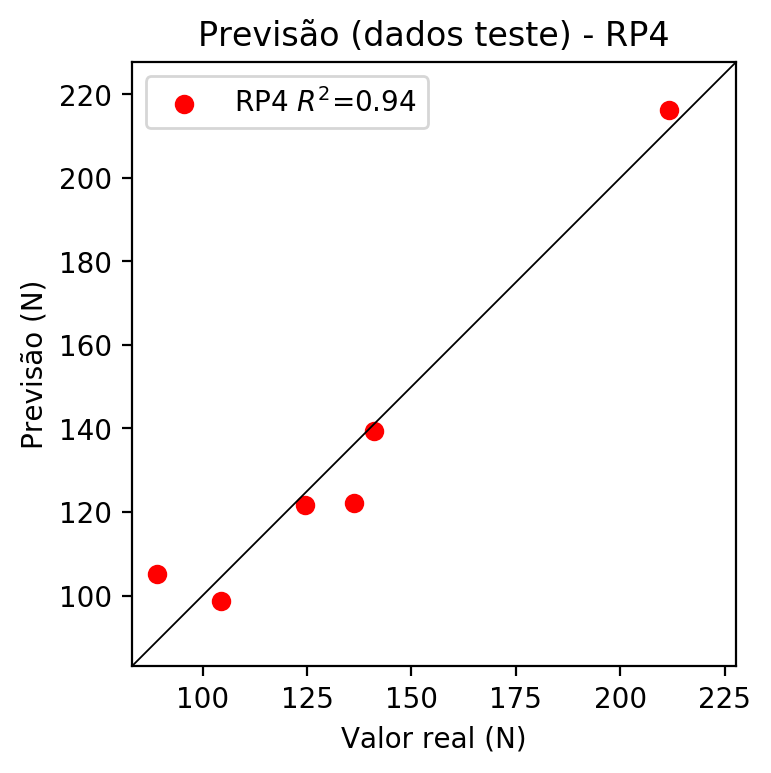 Previsão (dados teste) - RP4
RP4 R²=0.94
Previsão (N)
220
200
180
160
140
120
100
100 125 150 175 200 225
Valor real (N)